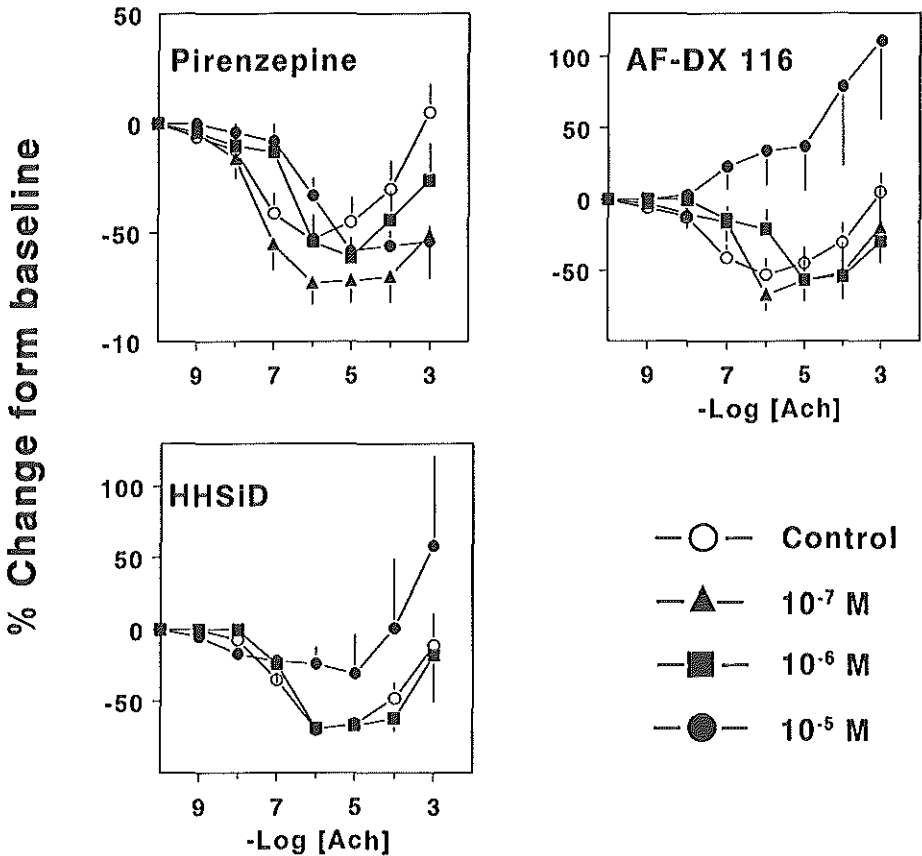 % Change form baseline
Pirenzepine
50
0
-50
-10
9 7 5 3
AF-DX 116
100
50
0
-50
9 7 5 3
-Log [Ach]
HHSiD
100
50
0
-50
9 7 5 3
-Log [Ach]
Control
10⁻⁷ M
10⁻⁶ M
10⁻⁵ M